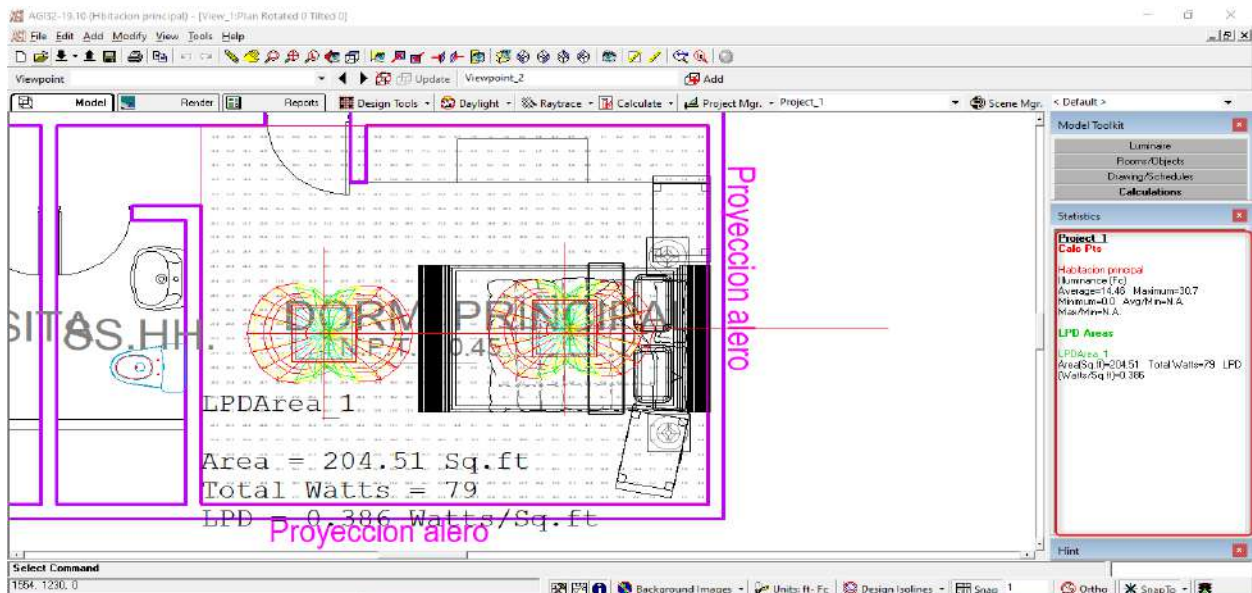 AGI32-19.10 (Hbitacion principal) - [View_1:Plan Rotated 0 Tilted 0]
File Edit Add Modify View Tools Help
Viewpoint Update Viewpoint_2 Add
Model Render Reports Design Tools Daylight Raytrace Calculate Project Mgr. Project_1 Scene Mgr. < Default >
Model Toolkit
Luminaire
Rooms/Objects
Drawing/Schedules
Calculations
Statistics
Project_1
Calc Pts
Habitacion principal
Illuminance (Fc)
Average=14.46 Maximum=30.7
Minimum=0.0 Avg/Min=N.A.
Max/Min=N.A.
LPD Areas
LPDArea_1
Area(Sq.ft)=204.51 Total Watts=79 LPD
(Watts/Sq.ft)=0.386
Hint
Proyeccion alero
SITA
SS.HH.
DORM PRINCIPA
N.P.T. 0.45
LPDArea_1
Area = 204.51 Sq.ft
Total Watts = 79
LPD = 0.386 Watts/Sq.ft
Proyeccion alero
Select Command
1554, 1230, 0
Background Images Units: ft- Fc Design Isolines Snap 1 Ortho SnapTo